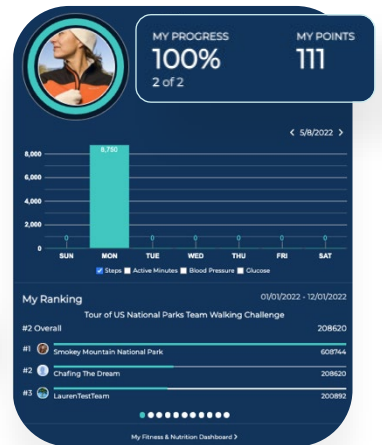 MY PROGRESS
MY POINTS
100%
111
2 of 2
< 5/8/2022 >
8,750
8,000
6,000
4,000
2,000
0
0 0 0 0 0 0
SUN MON TUE WED THU FRI SAT
Steps Active Minutes Blood Pressure Glucose
My Ranking
01/01/2022 - 12/01/2022
Tour of US National Parks Team Walking Challenge
#2 Overall
208620
#1 Smokey Mountain National Park 608744
#2 Chafing The Dream 208620
#3 LaurenTestTeam 200892
My Fitness & Nutrition Dashboard >